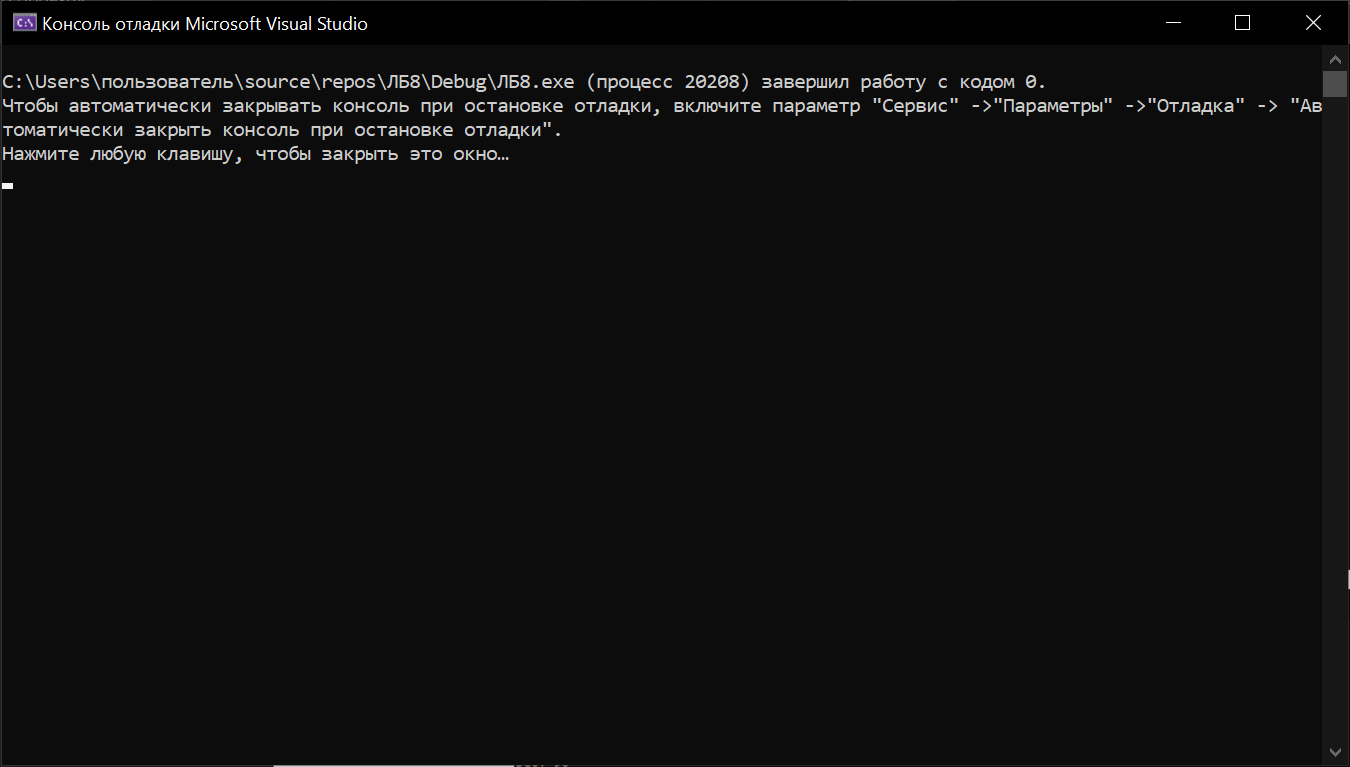 Консоль отладки Microsoft Visual Studio
C:\Users\пользователь\source\repos\ЛБ8\Debug\ЛБ8.exe (процесс 20208) завершил работу с кодом 0.
Чтобы автоматически закрывать консоль при остановке отладки, включите параметр "Сервис" ->"Параметры" ->"Отладка" -> "Ав
томатически закрыть консоль при остановке отладки".
Нажмите любую клавишу, чтобы закрыть это окно…